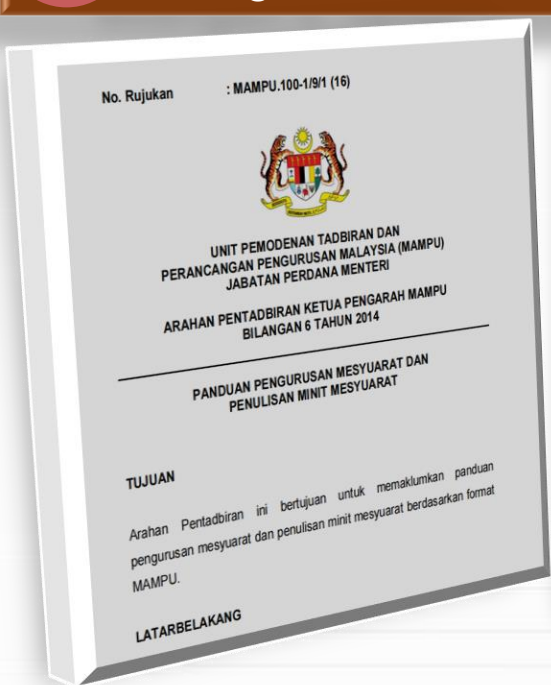 No. Rujukan : MAMPU.100-1/9/1 (16)
UNIT PEMODENAN TADBIRAN DAN
PERANCANGAN PENGURUSAN MALAYSIA (MAMPU)
JABATAN PERDANA MENTERI
ARAHAN PENTADBIRAN KETUA PENGARAH MAMPU
BILANGAN 6 TAHUN 2014
PANDUAN PENGURUSAN MESYUARAT DAN
PENULISAN MINIT MESYUARAT
TUJUAN
Arahan Pentadbiran ini bertujuan untuk memaklumkan panduan
pengurusan mesyuarat dan penulisan minit mesyuarat berdasarkan format
MAMPU.
LATARBELAKANG